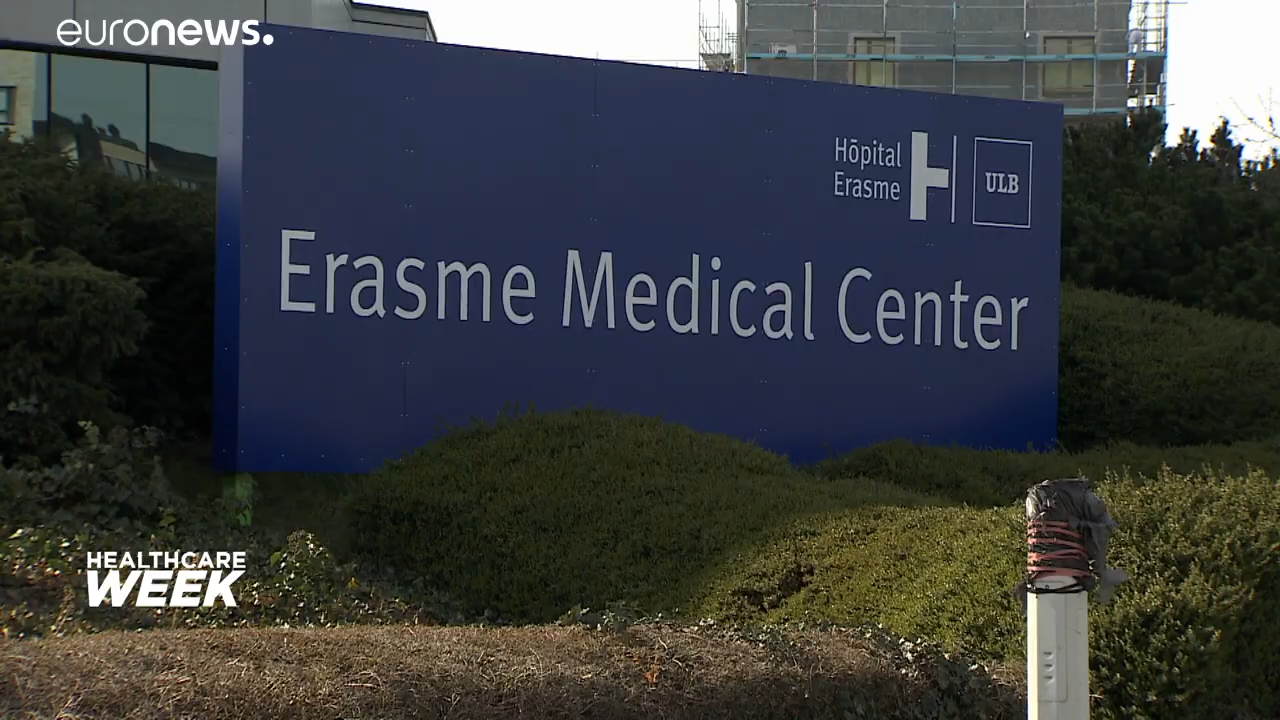 euronews.
Hôpital
Erasme
ULB
Erasme Medical Center
HEALTHCARE
WEEK